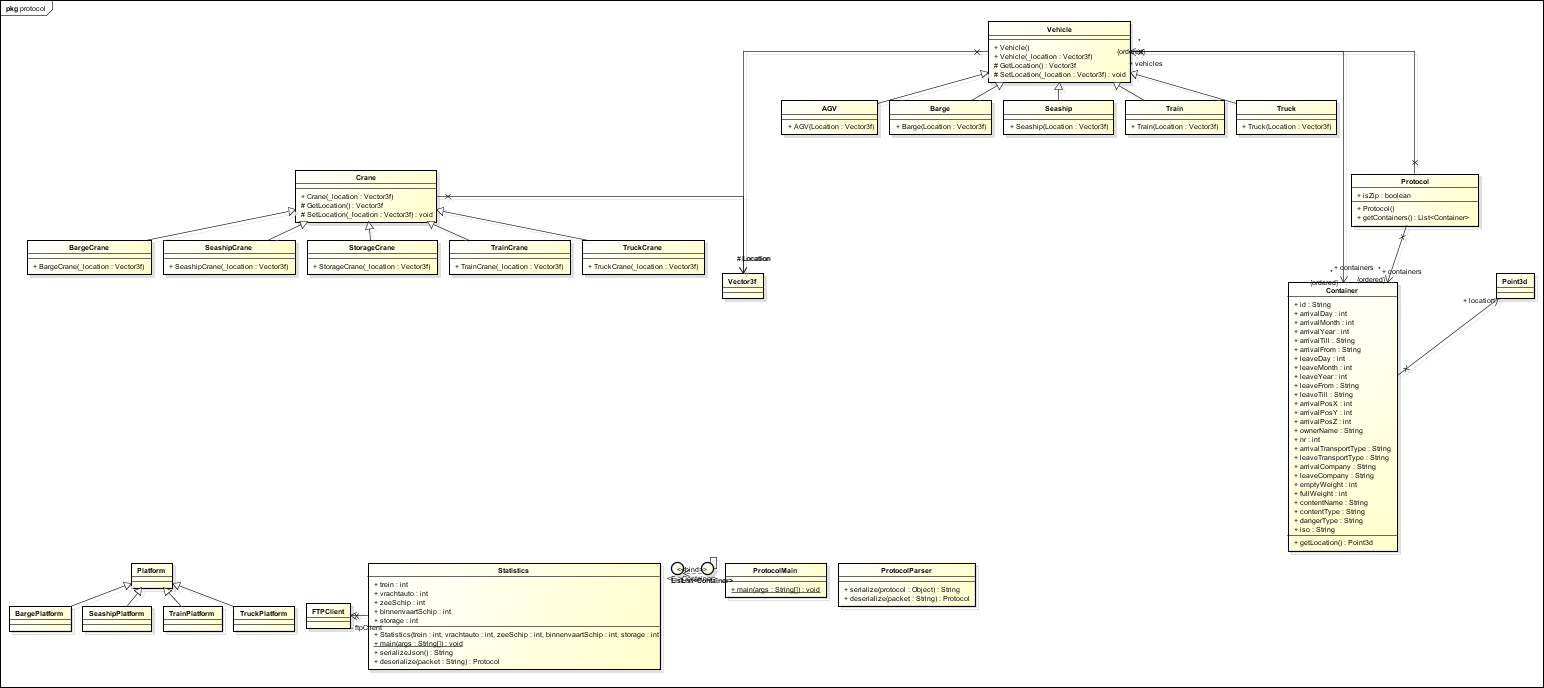 pkg protocol
Vehicle
+ Vehicle()
+ Vehicle(_location : Vector3f)
# GetLocation() : Vector3f
# SetLocation(_location : Vector3f) : void
*
+ vehicles
AGV
+ AGV(Location : Vector3f)
Barge
+ Barge(Location : Vector3f)
Seaship
+ Seaship(Location : Vector3f)
Train
+ Train(Location : Vector3f)
Truck
+ Truck(Location : Vector3f)
Crane
+ Crane(_location : Vector3f)
# GetLocation() : Vector3f
# SetLocation(_location : Vector3f) : void
Protocol
+ isZip : boolean
+ Protocol()
+ getContainers() : List<Container>
BargeCrane
+ BargeCrane(_location : Vector3f)
SeashipCrane
+ SeashipCrane(_location : Vector3f)
StorageCrane
+ StorageCrane(_location : Vector3f)
TrainCrane
+ TrainCrane(_location : Vector3f)
TruckCrane
+ TruckCrane(_location : Vector3f)
# Location
Vector3f
+ containers
*
{ordered}
+ containers
*
{ordered}
Point3d
+ location
Container
+ id : String
+ arrivalDay : int
+ arrivalMonth : int
+ arrivalYear : int
+ arrivalTill : String
+ arrivalFrom : String
+ leaveDay : int
+ leaveMonth : int
+ leaveYear : int
+ leaveFrom : String
+ leaveTill : String
+ arrivalPosX : int
+ arrivalPosY : int
+ arrivalPosZ : int
+ ownerName : String
+ nr : int
+ arrivalTransportType : String
+ leaveTransportType : String
+ arrivalCompany : String
+ leaveCompany : String
+ emptyWeight : int
+ fullWeight : int
+ contentName : String
+ contentType : String
+ dangerType : String
+ iso : String
+ getLocation() : Point3d
Platform
BargePlatform
SeashipPlatform
TrainPlatform
TruckPlatform
FTPClient
ftpClient
Statistics
+ trein : int
+ vrachtauto : int
+ zeeSchip : int
+ binnenvaartSchip : int
+ storage : int
+ Statistics(trein : int, vrachtauto : int, zeeSchip : int, binnenvaartSchip : int, storage : int
+ main(args : String[]) : void
+ serializeJson() : String
+ deserialize(packet : String) : Protocol
List<Container>
ProtocolMain
+ main(args : String[]) : void
ProtocolParser
+ serialize(protocol : Object) : String
+ deserialize(packet : String) : Protocol